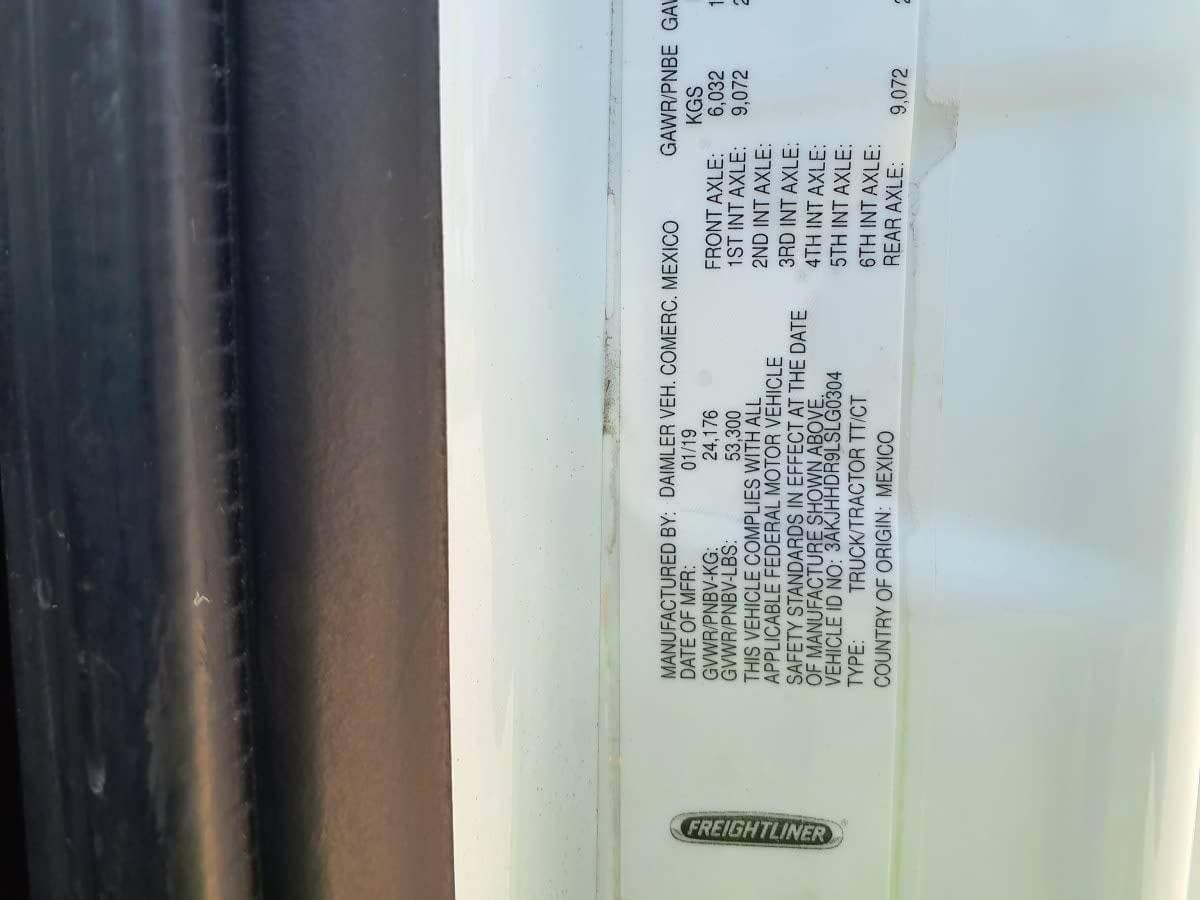 FREIGHTLINER
MANUFACTURED BY: DAIMLER VEH. COMERC. MEXICO
DATE OF MFR: 01/19
GVWR/PNBV-KG: 24,176
GVWR/PNBV-LBS: 53,300
THIS VEHICLE COMPLIES WITH ALL
APPLICABLE FEDERAL MOTOR VEHICLE
SAFETY STANDARDS IN EFFECT AT THE DATE
OF MANUFACTURE SHOWN ABOVE.
VEHICLE ID NO: 3AKJHHDR9LSLG0304
TYPE: TRUCK/TRACTOR TT/CT
COUNTRY OF ORIGIN: MEXICO
GAWR/PNBE
KGS
FRONT AXLE: 6,032
1ST INT AXLE: 9,072
2ND INT AXLE:
3RD INT AXLE:
4TH INT AXLE:
5TH INT AXLE:
6TH INT AXLE:
REAR AXLE: 9,072